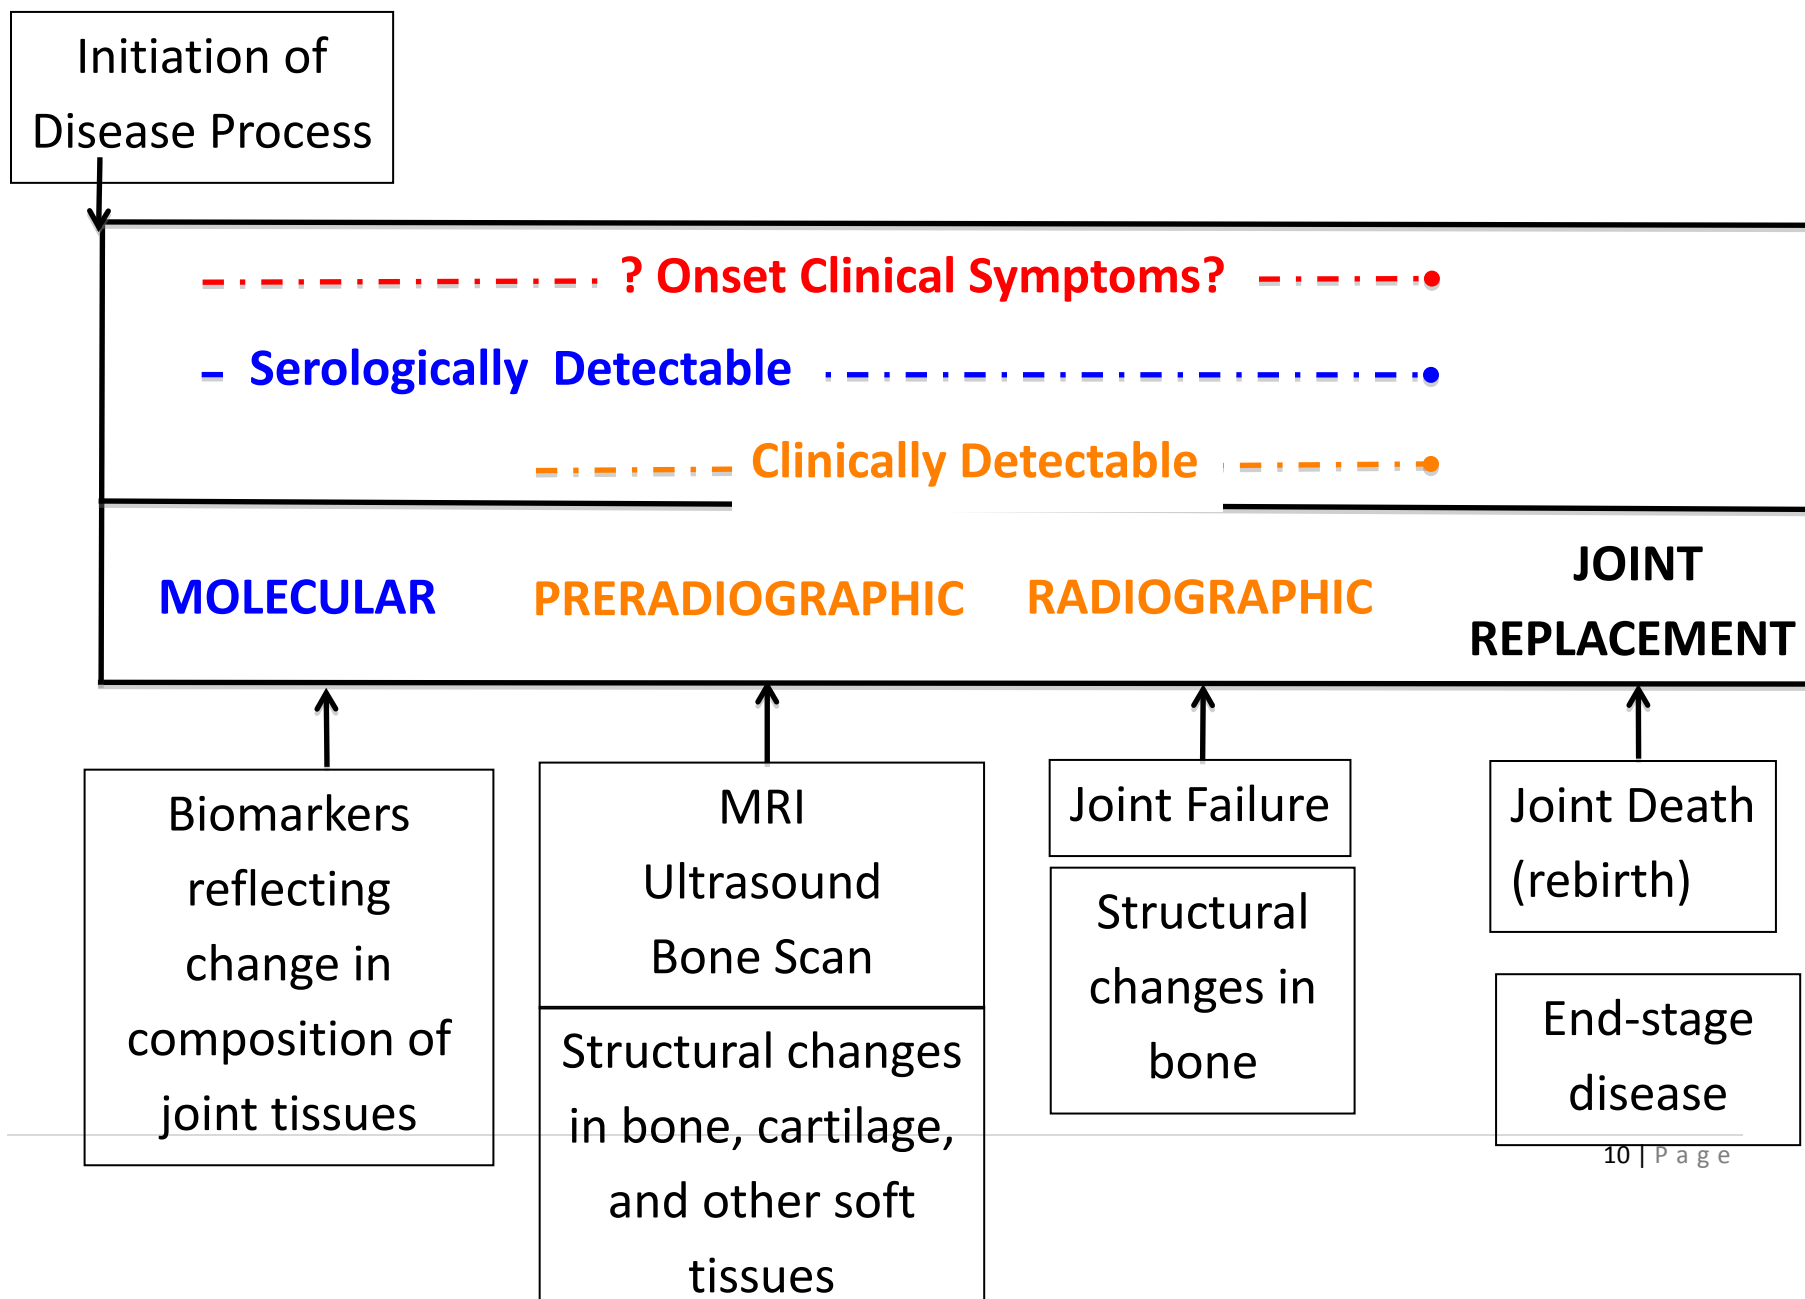 Initiation of
Disease Process
? Onset Clinical Symptoms?
Serologically Detectable
Clinically Detectable
MOLECULAR
PRERADIOGRAPHIC
RADIOGRAPHIC
JOINT
REPLACEMENT
Biomarkers
reflecting
change in
composition of
joint tissues
MRI
Ultrasound
Bone Scan
Structural changes
in bone, cartilage,
and other soft
tissues
Joint Failure
Structural
changes in
bone
Joint Death
(rebirth)
End-stage
disease
10 | Page